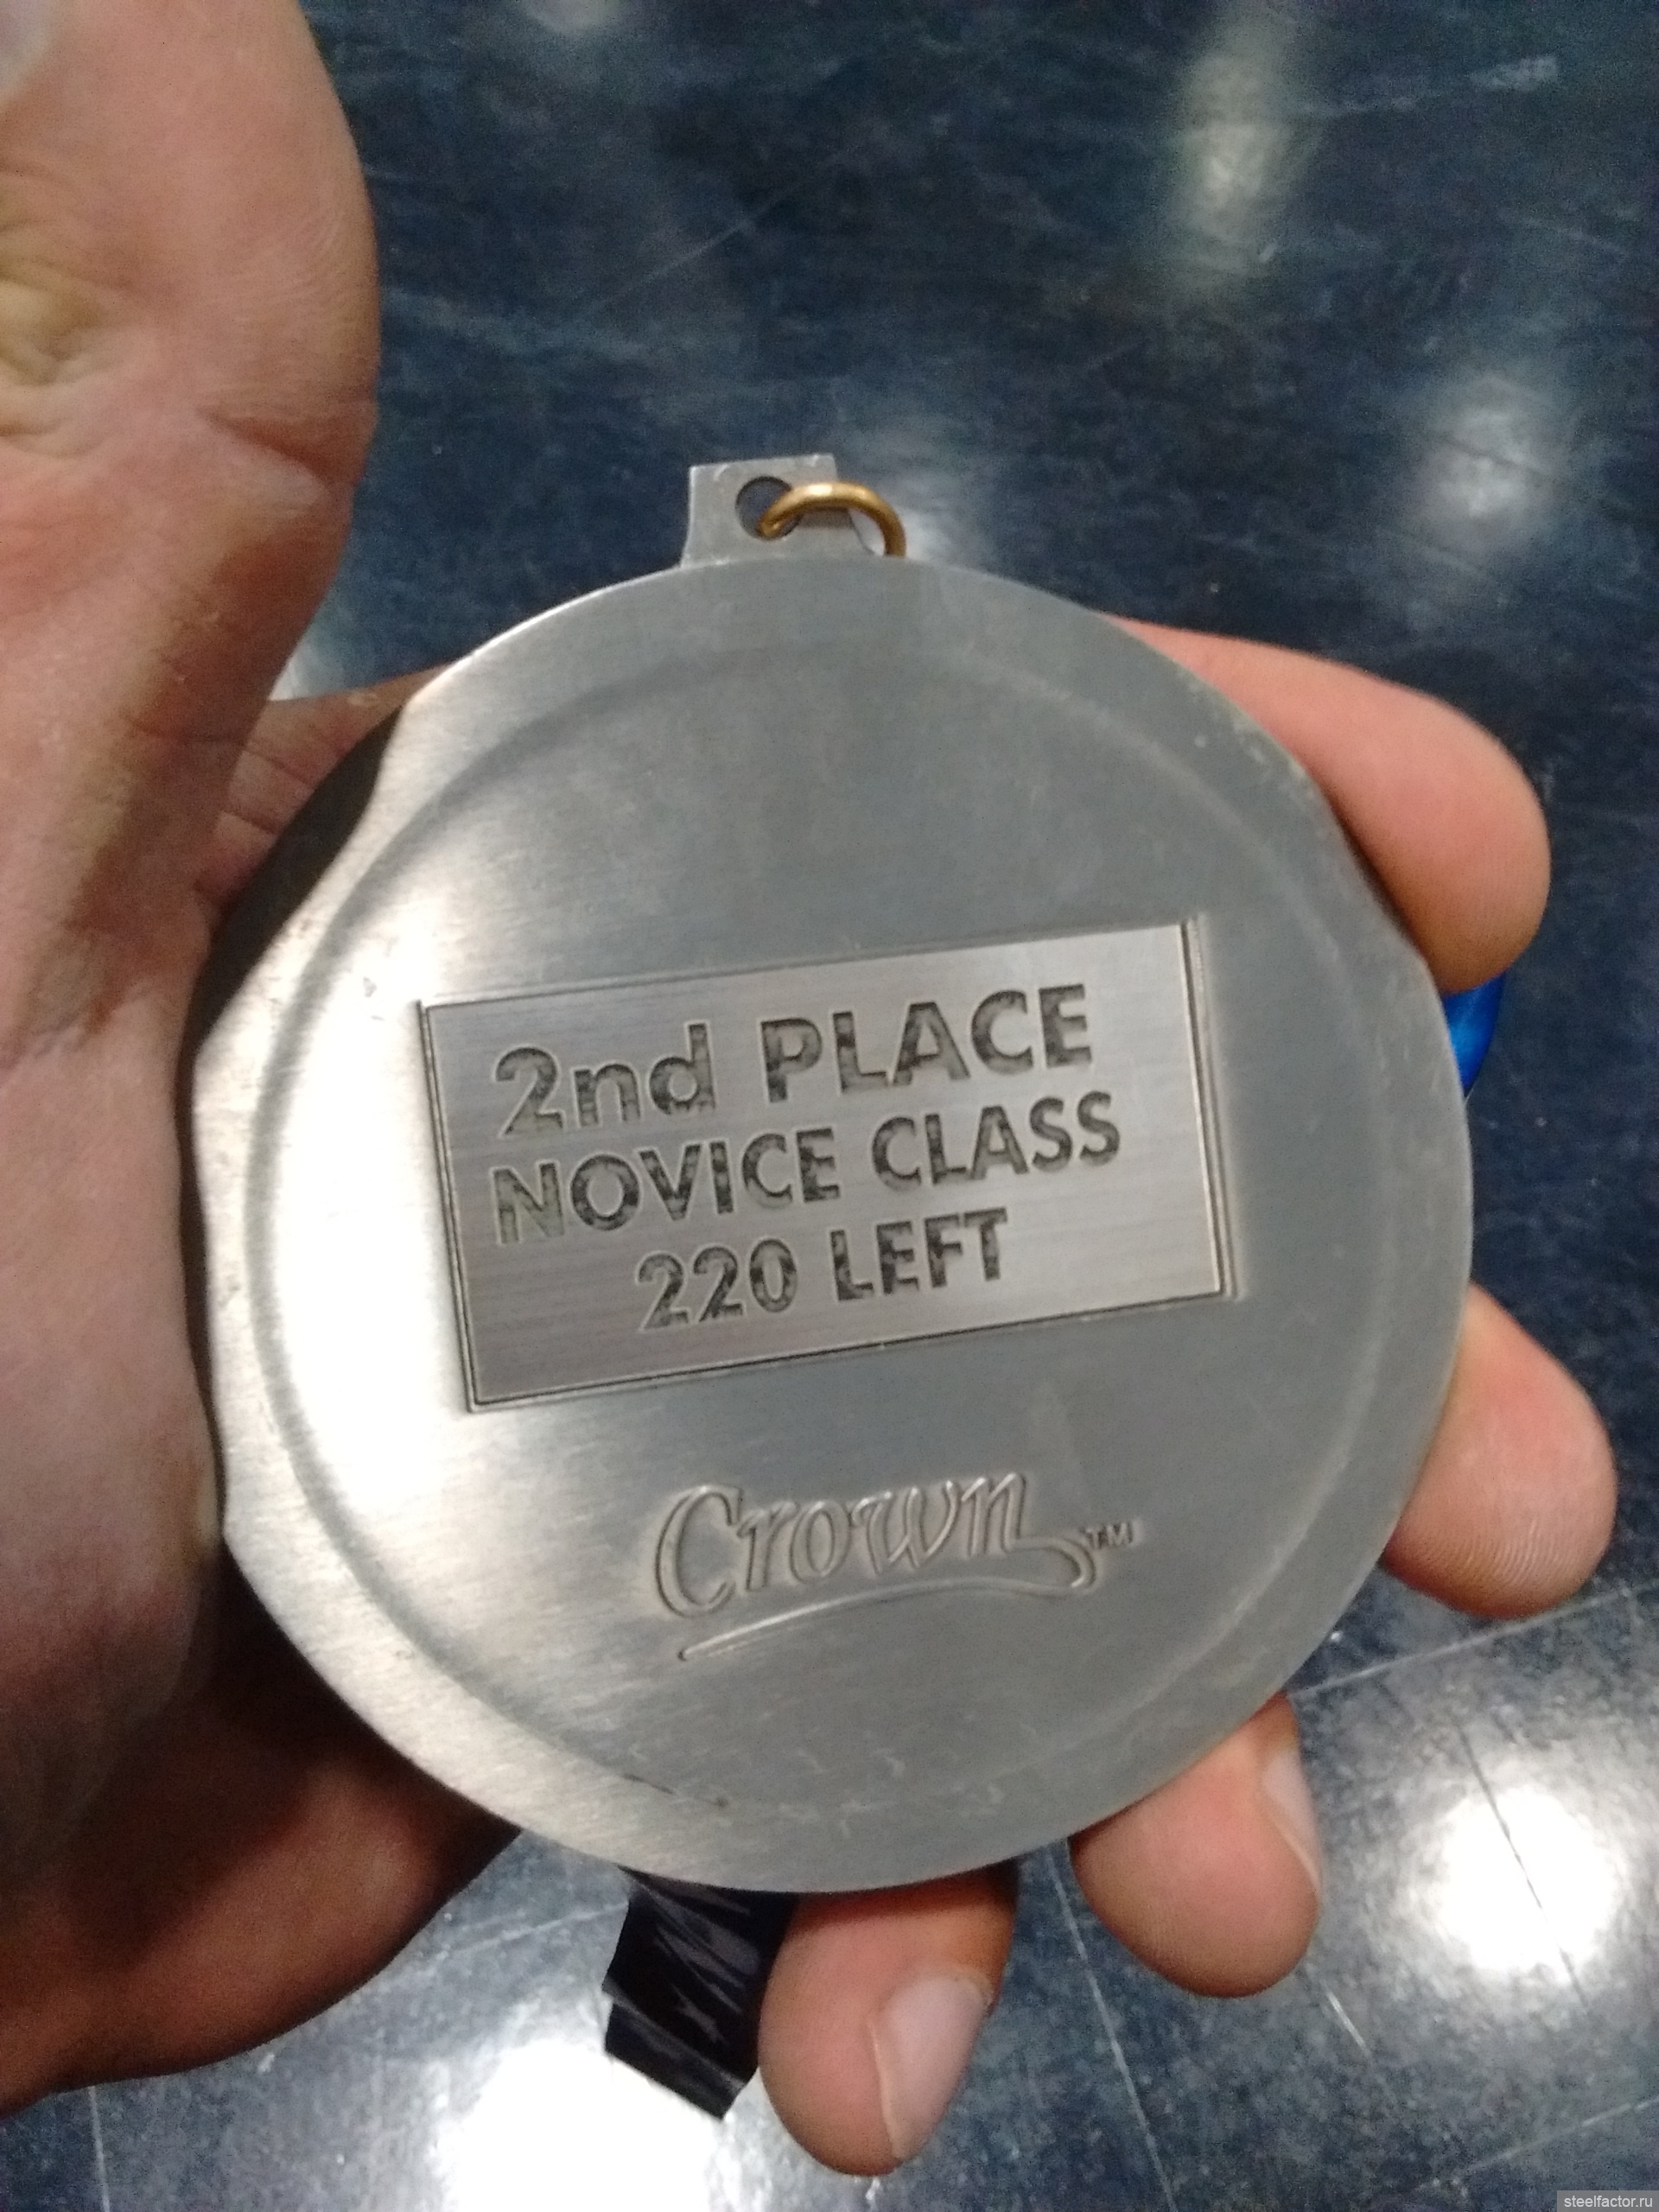 2nd PLACE
NOVICE CLASS
220 LEFT
Crown™
steelfactor.ru